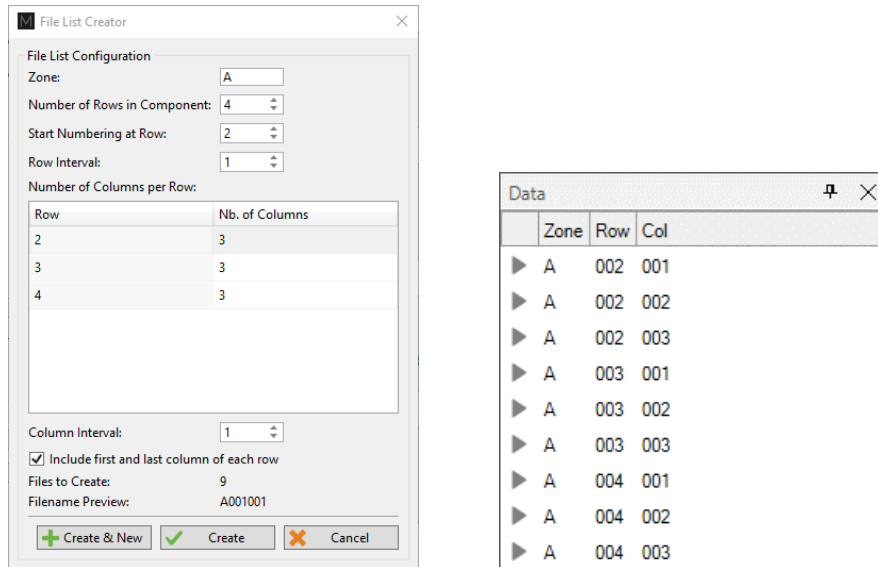 M File List Creator
File List Configuration
Zone: A
Number of Rows in Component: 4
Start Numbering at Row: 2
Row Interval: 1
Number of Columns per Row:
Row Nb. of Columns
2 3
3 3
4 3
Column Interval: 1
Include first and last column of each row
Files to Create: 9
Filename Preview: A001001
Create & New Create Cancel
Data
Zone Row Col
A 002 001
A 002 002
A 002 003
A 003 001
A 003 002
A 003 003
A 004 001
A 004 002
A 004 003